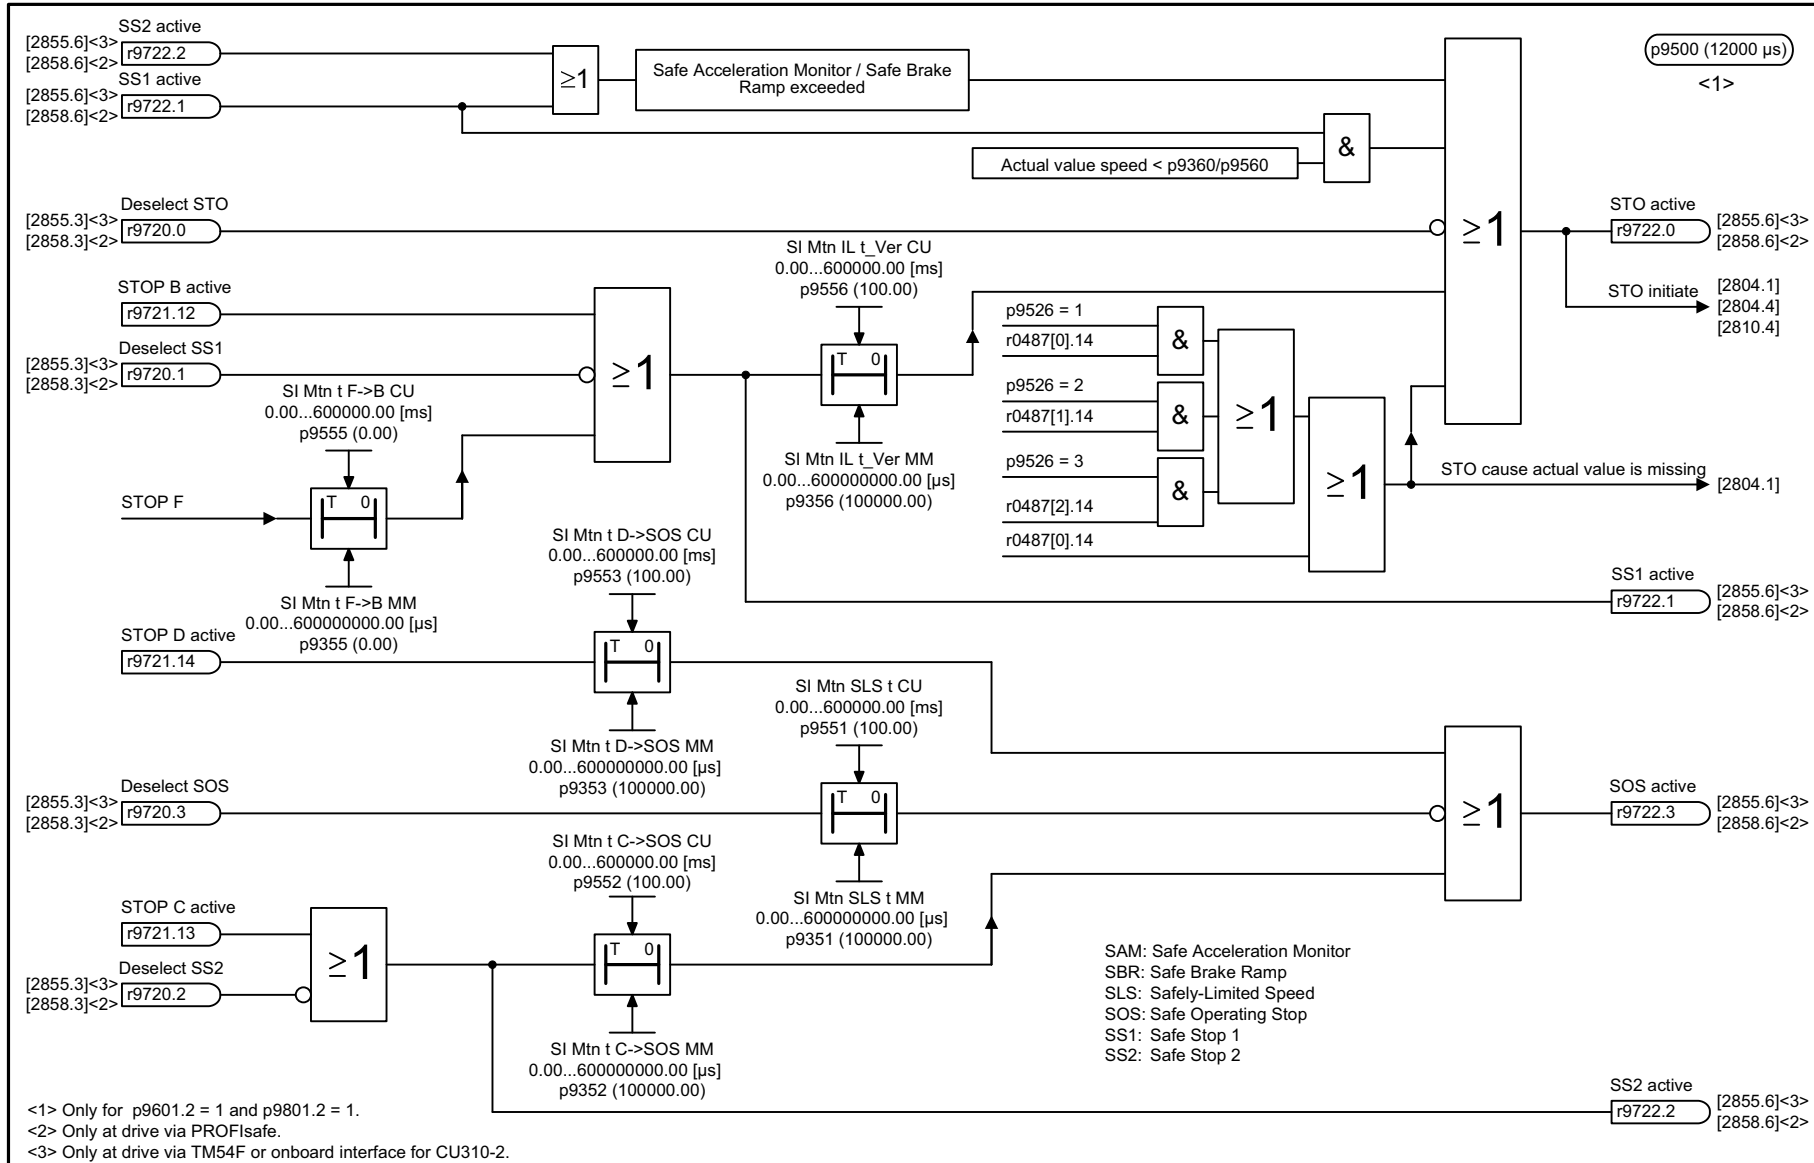 SS2 active
[2855.6]<3>
r9722.2
[2858.6]<2>
SS1 active
[2855.6]<3>
r9722.1
[2858.6]<2>
≥1
Safe Acceleration Monitor / Safe Brake
Ramp exceeded
p9500 (12000 µs)
<1>
Actual value speed < p9360/p9560
&
Deselect STO
[2855.3]<3>
r9720.0
[2858.3]<2>
≥1
STO active
r9722.0
[2855.6]<3>
[2858.6]<2>
STO initiate
[2804.1]
[2804.4]
[2810.4]
STOP B active
r9721.12
Deselect SS1
[2855.3]<3>
r9720.1
[2858.3]<2>
≥1
SI Mtn t F->B CU
0.00...600000.00 [ms]
p9555 (0.00)
STOP F
T 0
SI Mtn t F->B MM
0.00...600000000.00 [µs]
p9355 (0.00)
SI Mtn IL t_Ver CU
0.00...600000.00 [ms]
p9556 (100.00)
T 0
SI Mtn IL t_Ver MM
0.00...600000000.00 [µs]
p9356 (100000.00)
p9526 = 1
r0487[0].14
&
p9526 = 2
r0487[1].14
&
p9526 = 3
r0487[2].14
&
r0487[0].14
≥1
≥1
STO cause actual value is missing
[2804.1]
SS1 active
r9722.1
[2855.6]<3>
[2858.6]<2>
STOP D active
r9721.14
SI Mtn t D->SOS CU
0.00...600000.00 [ms]
p9553 (100.00)
T 0
SI Mtn t D->SOS MM
0.00...600000000.00 [µs]
p9353 (100000.00)
Deselect SOS
[2855.3]<3>
r9720.3
[2858.3]<2>
SI Mtn SLS t CU
0.00...600000.00 [ms]
p9551 (100.00)
T 0
SI Mtn SLS t MM
0.00...600000000.00 [µs]
p9351 (100000.00)
≥1
SOS active
r9722.3
[2855.6]<3>
[2858.6]<2>
STOP C active
r9721.13
Deselect SS2
[2855.3]<3>
r9720.2
[2858.3]<2>
≥1
SI Mtn t C->SOS CU
0.00...600000.00 [ms]
p9552 (100.00)
T 0
SI Mtn t C->SOS MM
0.00...600000000.00 [µs]
p9352 (100000.00)
SAM: Safe Acceleration Monitor
SBR: Safe Brake Ramp
SLS: Safely-Limited Speed
SOS: Safe Operating Stop
SS1: Safe Stop 1
SS2: Safe Stop 2
SS2 active
r9722.2
[2855.6]<3>
[2858.6]<2>
<1> Only for p9601.2 = 1 and p9801.2 = 1.
<2> Only at drive via PROFIsafe.
<3> Only at drive via TM54F or onboard interface for CU310-2.